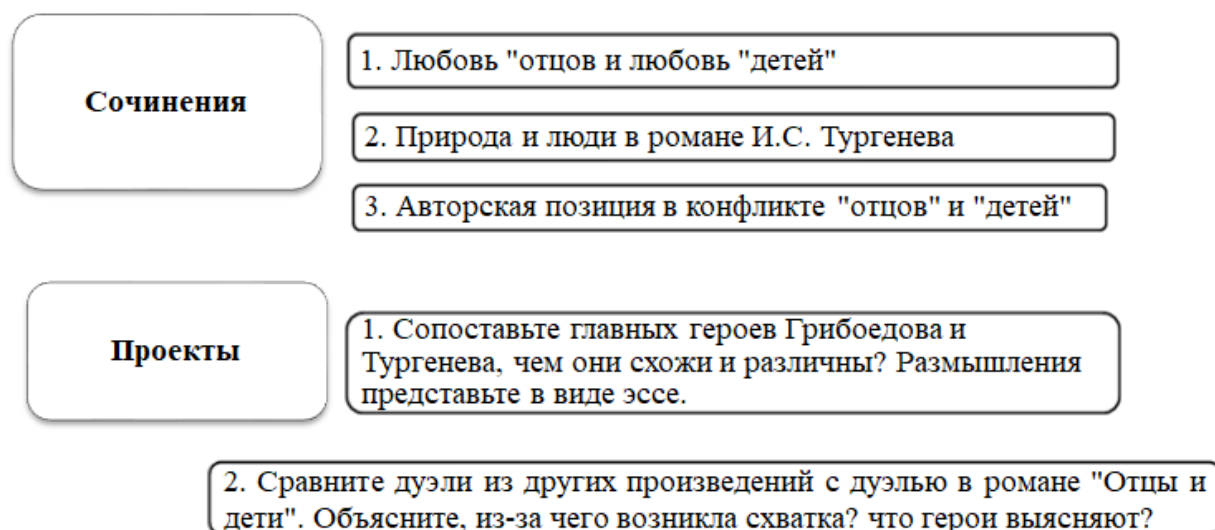 Сочинения
1. Любовь "отцов и любовь "детей"
2. Природа и люди в романе И.С. Тургенева
3. Авторская позиция в конфликте "отцов" и "детей"
Проекты
1. Сопоставьте главных героев Грибоедова и
Тургенева, чем они схожи и различны? Размышления
представьте в виде эссе.
2. Сравните дуэли из других произведений с дуэлью в романе "Отцы и
дети". Объясните, из-за чего возникла схватка? что герои выясняют?